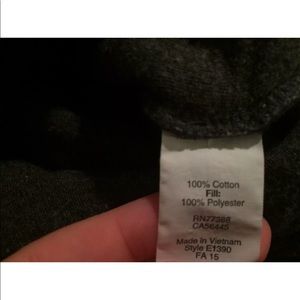 100% Cotton
Fill:
100% Polyester
RN77388
CA56445
Made in Vietnam
Style E1390
FA 15